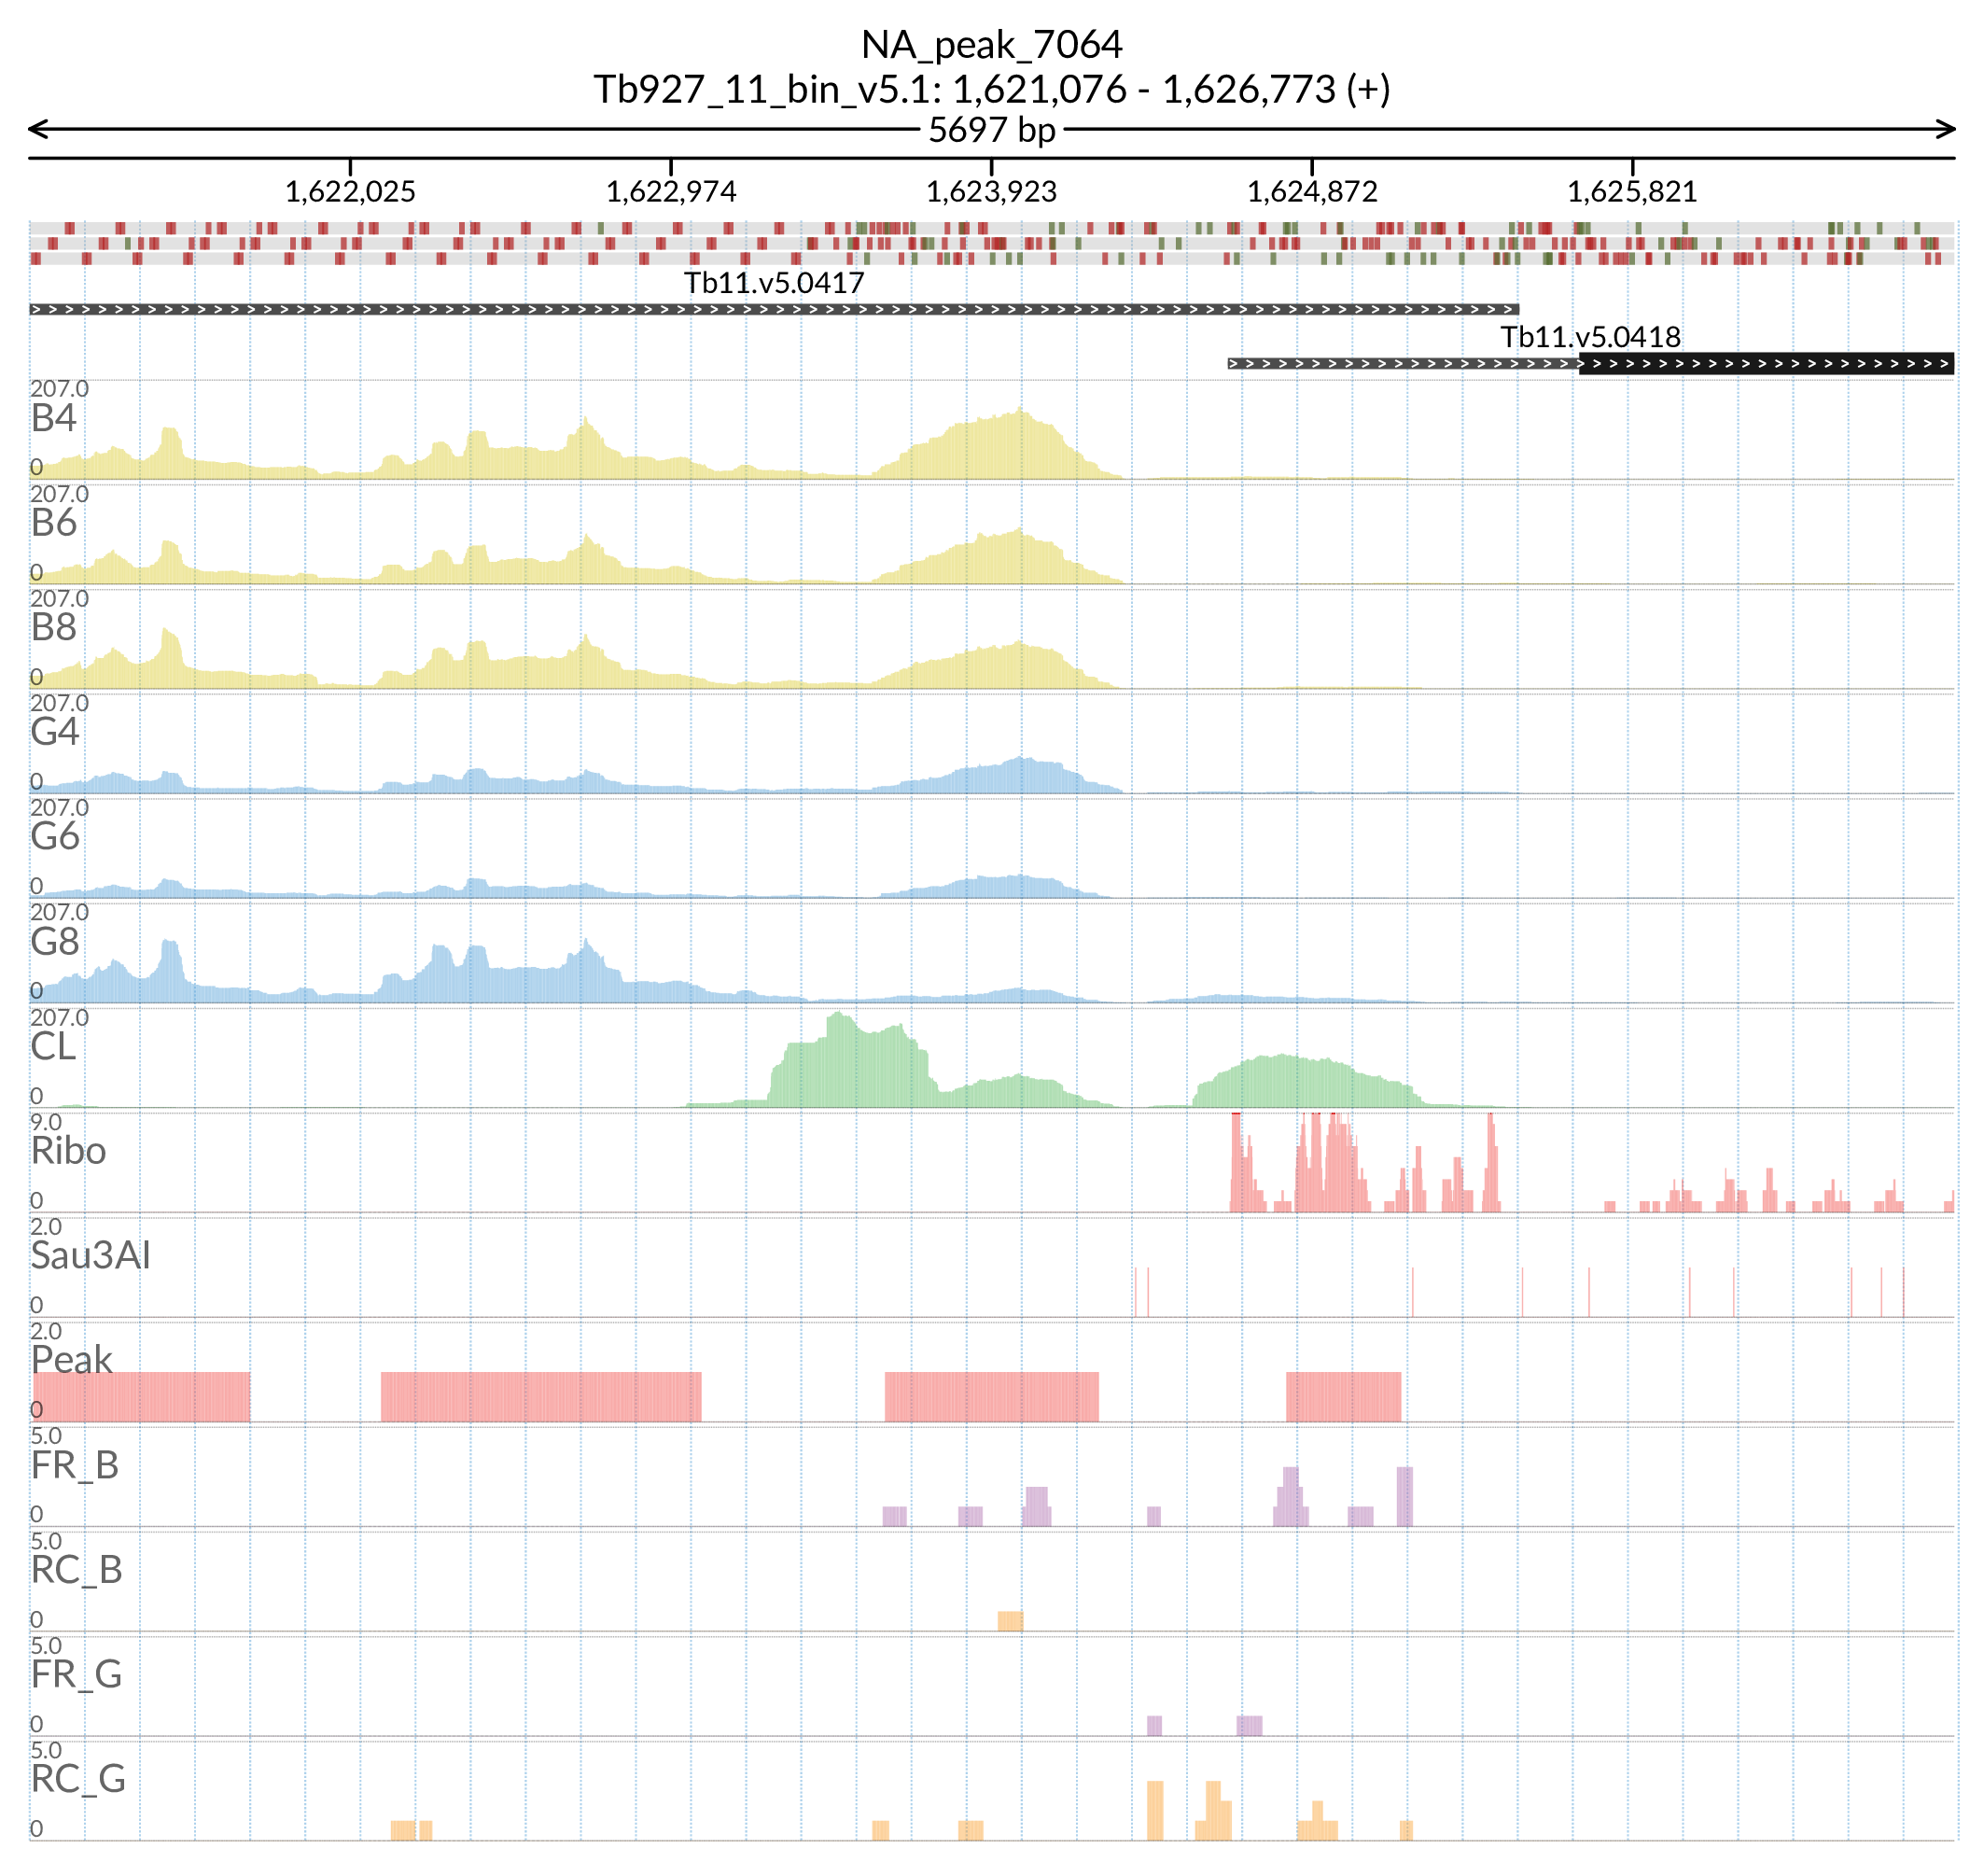 NA_peak_7064
Tb927_11_bin_v5.1: 1,621,076 - 1,626,773 (+)
5697 bp
1,622,025 1,622,974 1,623,923 1,624,872 1,625,821
Tb11.v5.0417
Tb11.v5.0418
207.0
B4
0
207.0
B6
0
207.0
B8
0
207.0
G4
0
207.0
G6
0
207.0
G8
0
207.0
CL
0
9.0
Ribo
0
2.0
Sau3AI
0
2.0
Peak
0
5.0
FR_B
0
5.0
RC_B
0
5.0
FR_G
0
5.0
RC_G
0